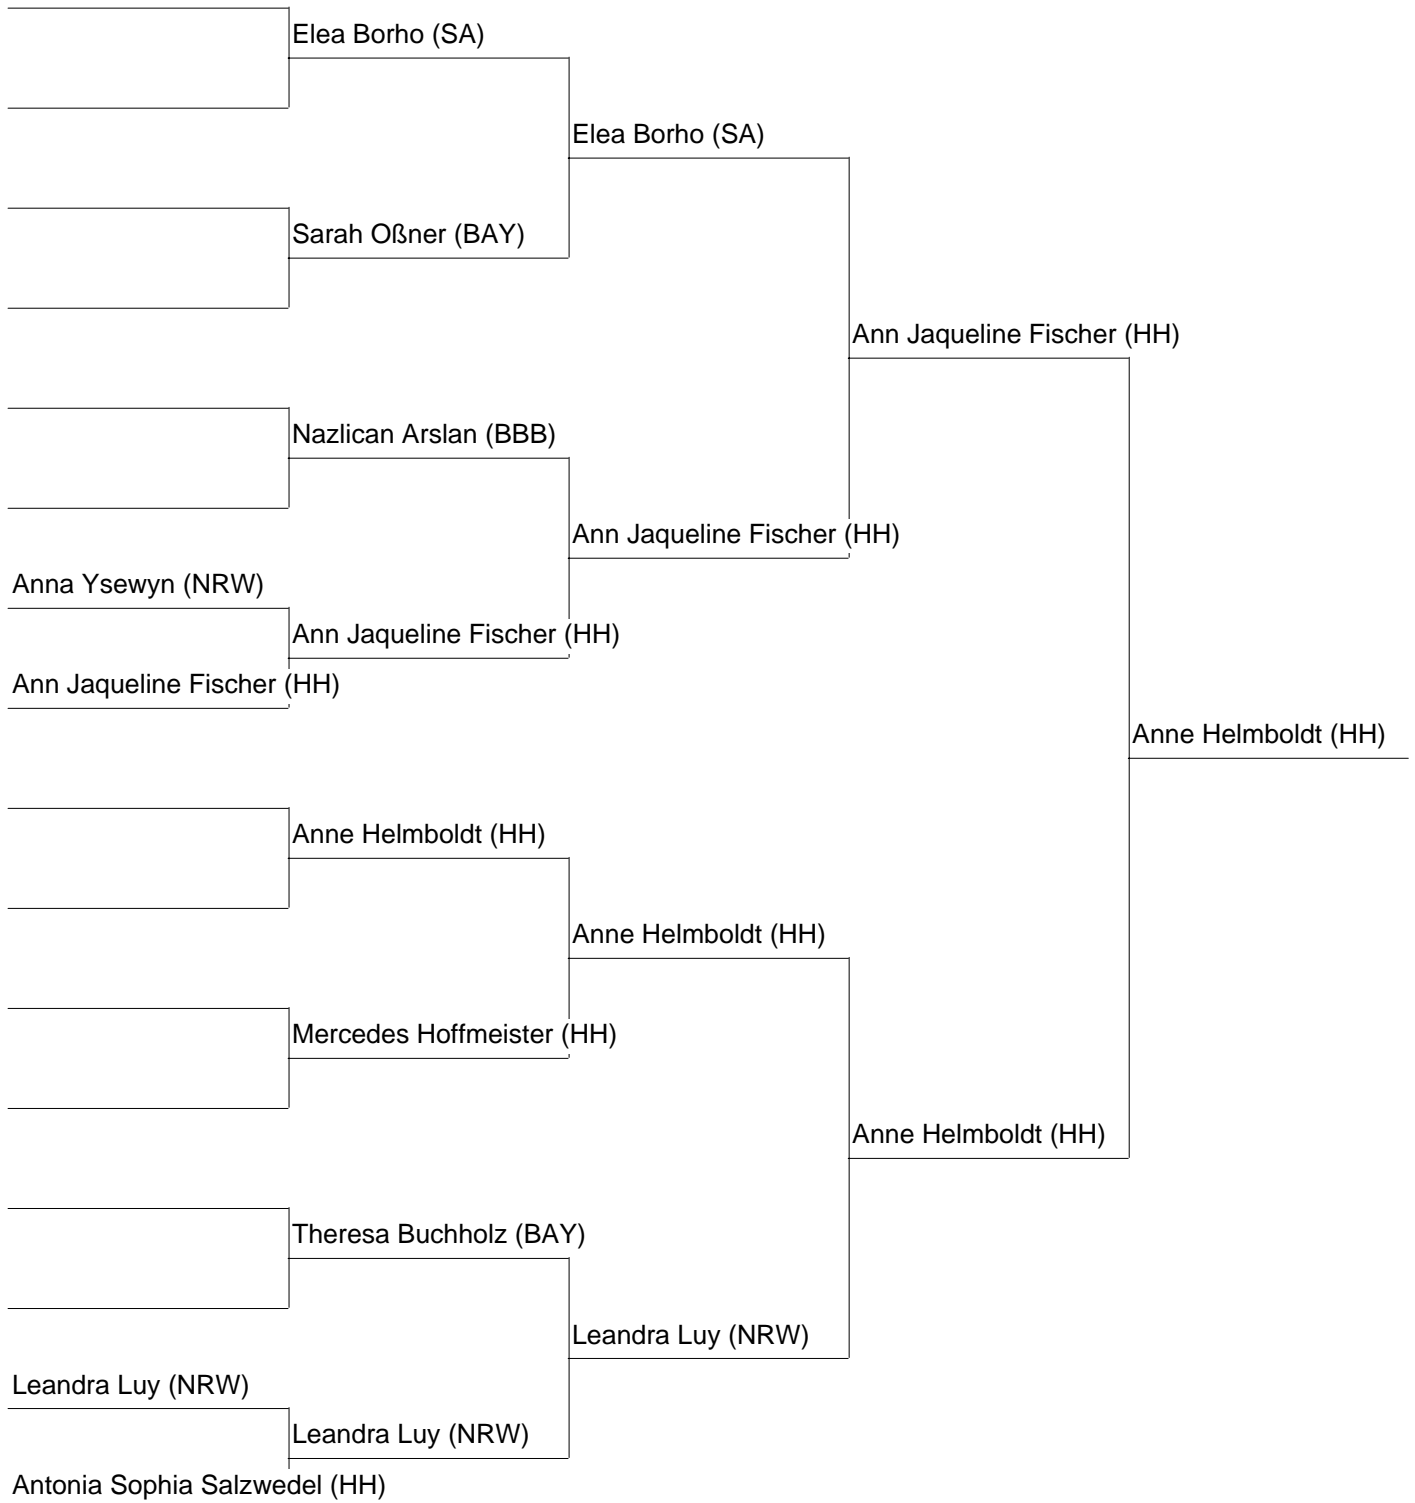 Elea Borho (SA)
Elea Borho (SA)
Sarah Oßner (BAY)
Ann Jaqueline Fischer (HH)
Nazlican Arslan (BBB)
Ann Jaqueline Fischer (HH)
Anna Ysewyn (NRW)
Ann Jaqueline Fischer (HH)
Ann Jaqueline Fischer (HH)
Anne Helmboldt (HH)
Anne Helmboldt (HH)
Anne Helmboldt (HH)
Mercedes Hoffmeister (HH)
Anne Helmboldt (HH)
Theresa Buchholz (BAY)
Leandra Luy (NRW)
Leandra Luy (NRW)
Leandra Luy (NRW)
Antonia Sophia Salzwedel (HH)